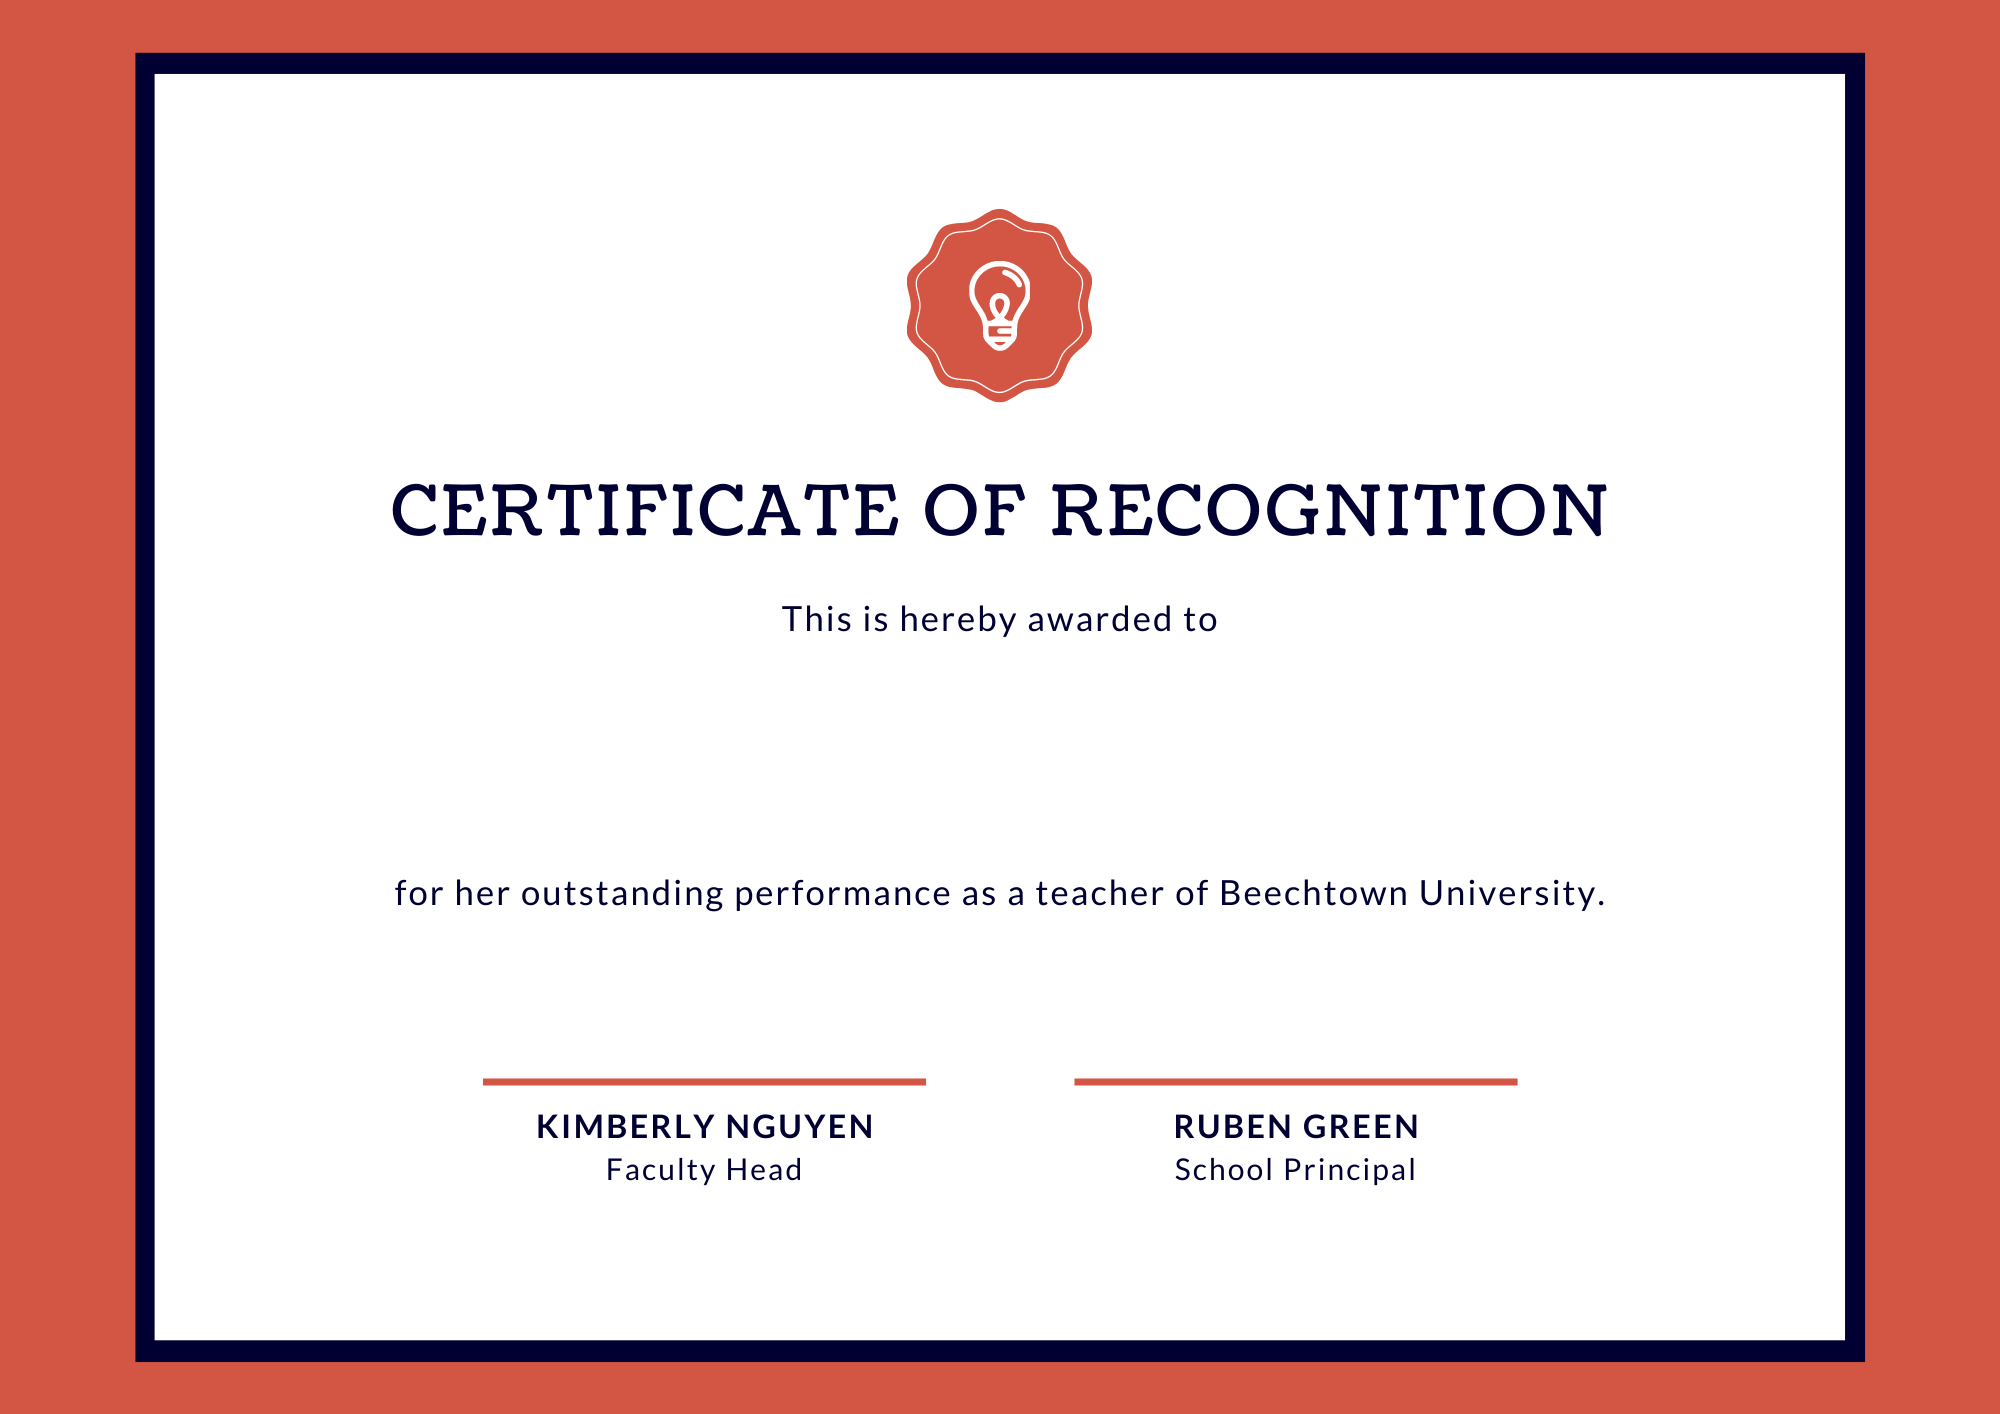 CERTIFICATE OF RECOGNITION
This is hereby awarded to
for her outstanding performance as a teacher of Beechtown University.
KIMBERLY NGUYEN
Faculty Head
RUBEN GREEN
School Principal